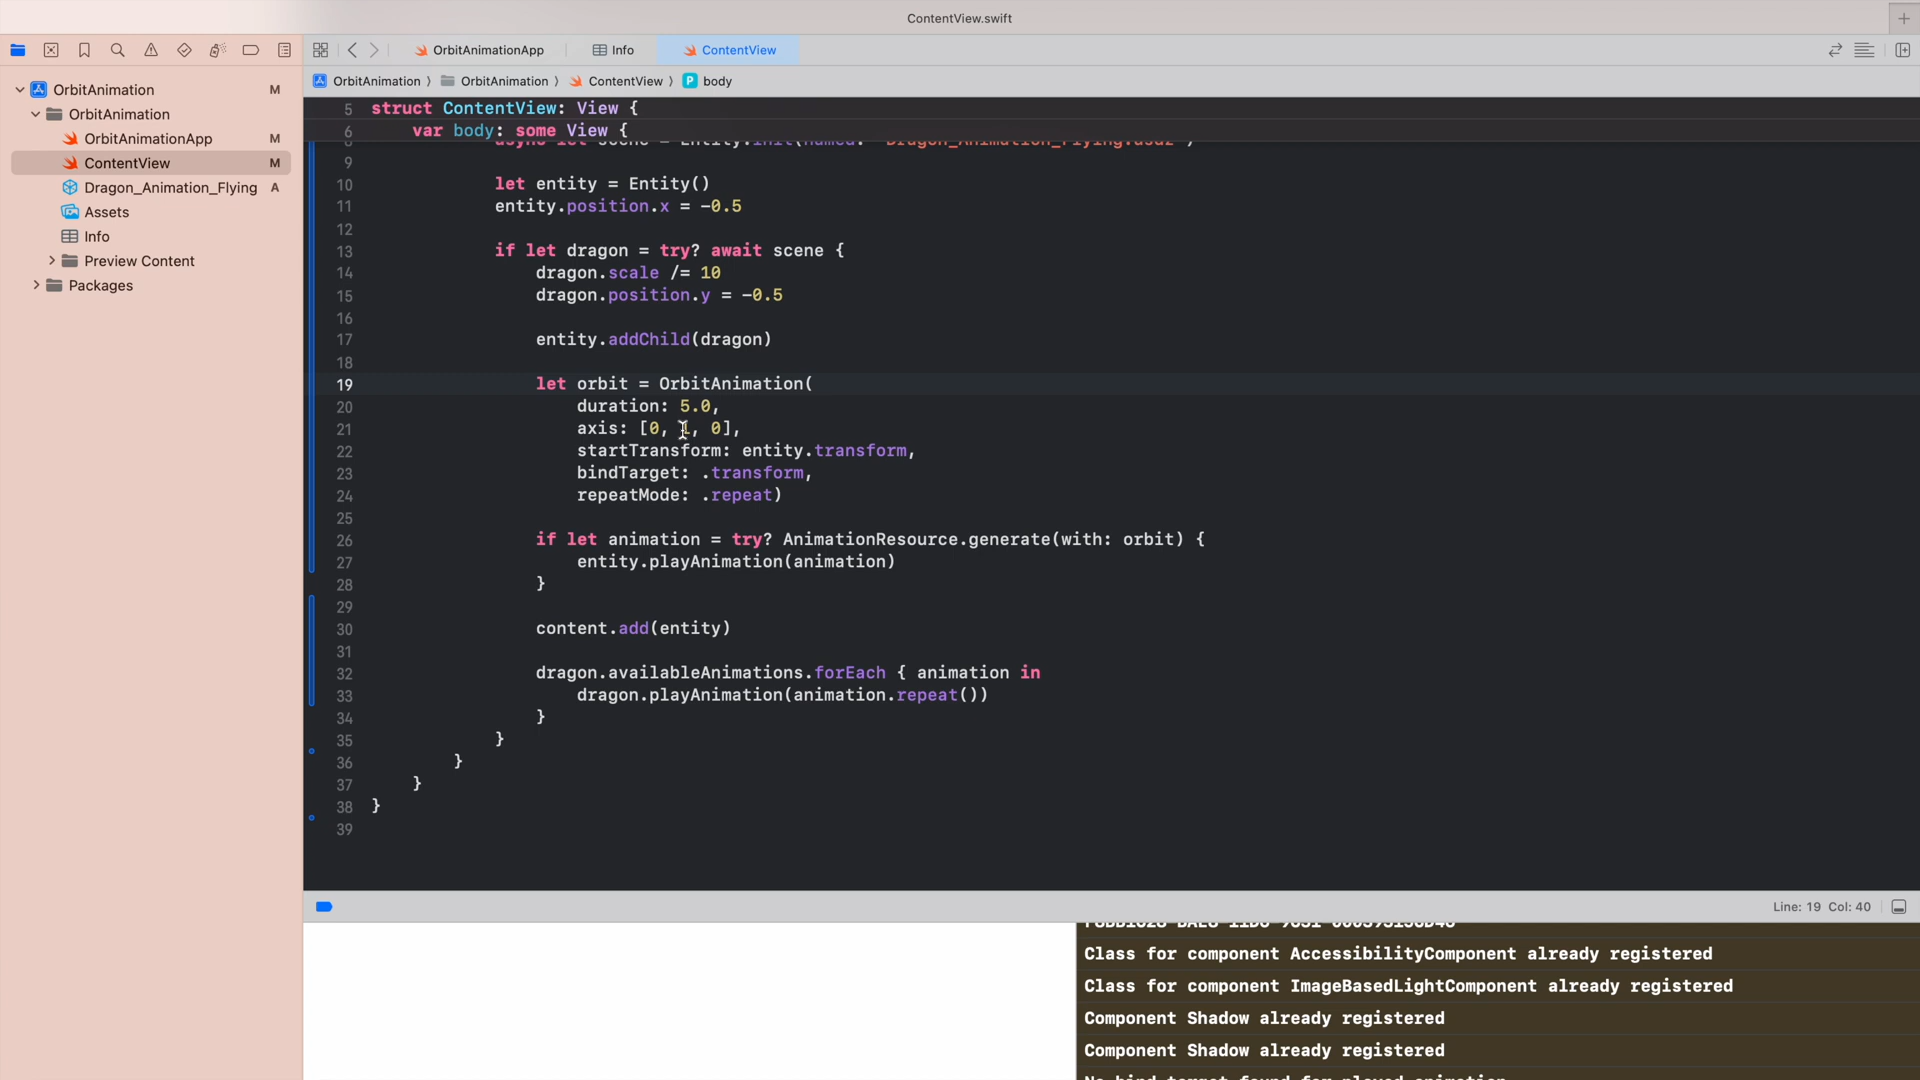 ContentView.swift
OrbitAnimationApp
Info
ContentView
OrbitAnimation
OrbitAnimation
ContentView
body
OrbitAnimation M
OrbitAnimation
OrbitAnimationApp M
ContentView M
Dragon_Animation_Flying A
Assets
Info
Preview Content
Packages
5 struct ContentView: View {
6 var body: some View {
9
10 let entity = Entity()
11 entity.position.x = -0.5
12
13 if let dragon = try? await scene {
14 dragon.scale /= 10
15 dragon.position.y = -0.5
16
17 entity.addChild(dragon)
18
19 let orbit = OrbitAnimation(
20 duration: 5.0,
21 axis: [0, 1, 0],
22 startTransform: entity.transform,
23 bindTarget: .transform,
24 repeatMode: .repeat)
25
26 if let animation = try? AnimationResource.generate(with: orbit) {
27 entity.playAnimation(animation)
28 }
29
30 content.add(entity)
31
32 dragon.availableAnimations.forEach { animation in
33 dragon.playAnimation(animation.repeat())
34 }
35 }
36 }
37 }
38 }
39
Line: 19 Col: 40
Class for component AccessibilityComponent already registered
Class for component ImageBasedLightComponent already registered
Component Shadow already registered
Component Shadow already registered
No bind target found for played animation